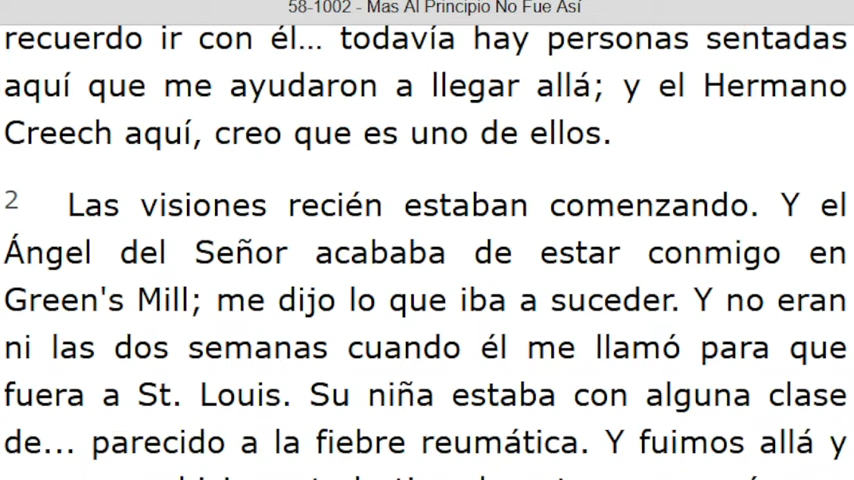 58-1002 - Mas Al Principio No Fue Así
recuerdo ir con él... todavía hay personas sentadas
aquí que me ayudaron a llegar allá; y el Hermano
Creech aquí, creo que es uno de ellos.
2 Las visiones recién estaban comenzando. Y el
Ángel del Señor acababa de estar conmigo en
Green's Mill; me dijo lo que iba a suceder. Y no eran
ni las dos semanas cuando él me llamó para que
fuera a St. Louis. Su niña estaba con alguna clase
de... parecido a la fiebre reumática. Y fuimos allá y